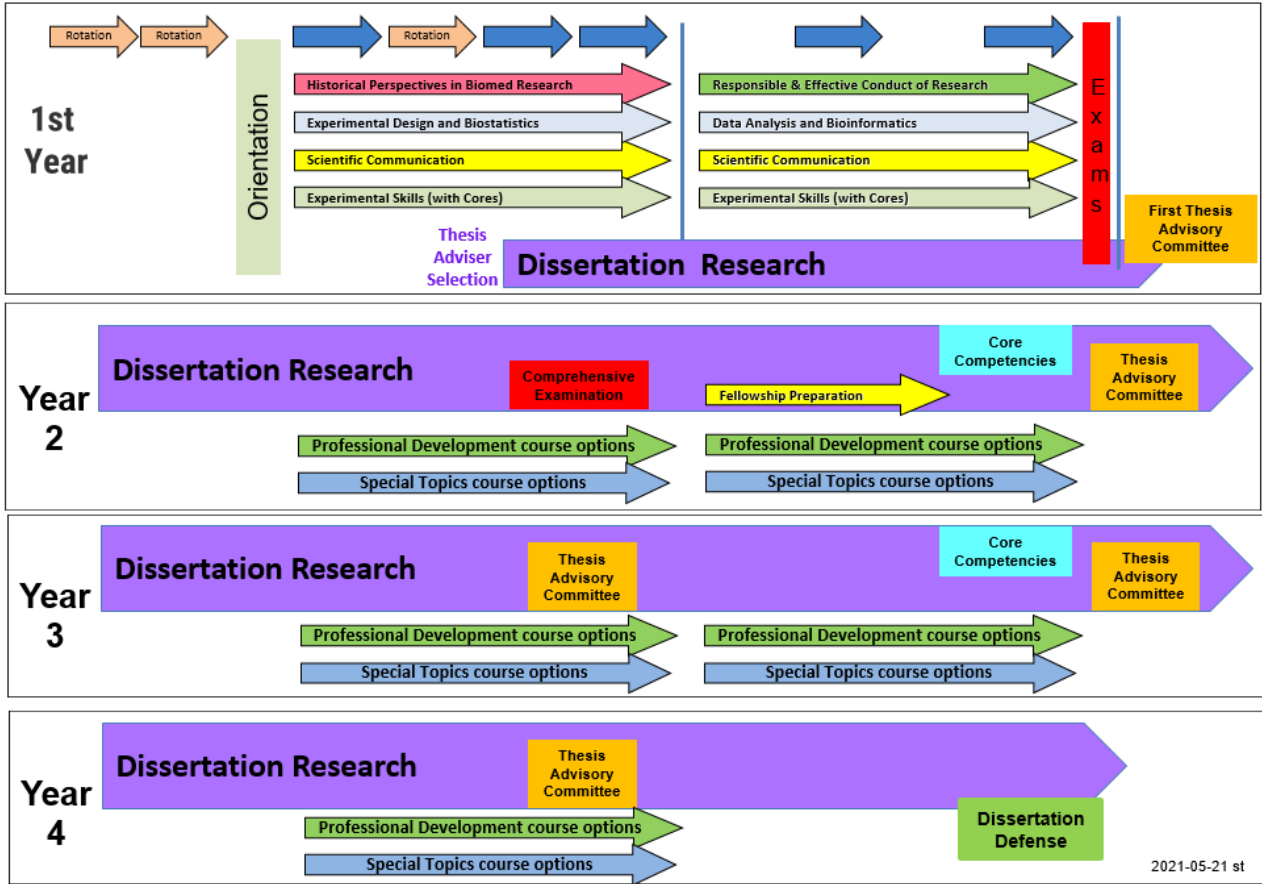 Rotation
Rotation
Rotation
1st
Year
Orientation
Historical Perspectives in Biomed Research
Experimental Design and Biostatistics
Scientific Communication
Experimental Skills (with Cores)
Responsible & Effective Conduct of Research
Data Analysis and Bioinformatics
Scientific Communication
Experimental Skills (with Cores)
Exams
Thesis
Adviser
Selection
Dissertation Research
First Thesis
Advisory
Committee
Year
2
Dissertation Research
Comprehensive
Examination
Fellowship Preparation
Core
Competencies
Thesis
Advisory
Committee
Professional Development course options
Special Topics course options
Professional Development course options
Special Topics course options
Year
3
Dissertation Research
Thesis
Advisory
Committee
Core
Competencies
Thesis
Advisory
Committee
Professional Development course options
Special Topics course options
Professional Development course options
Special Topics course options
Year
4
Dissertation Research
Thesis
Advisory
Committee
Professional Development course options
Special Topics course options
Dissertation
Defense
2021-05-21 st